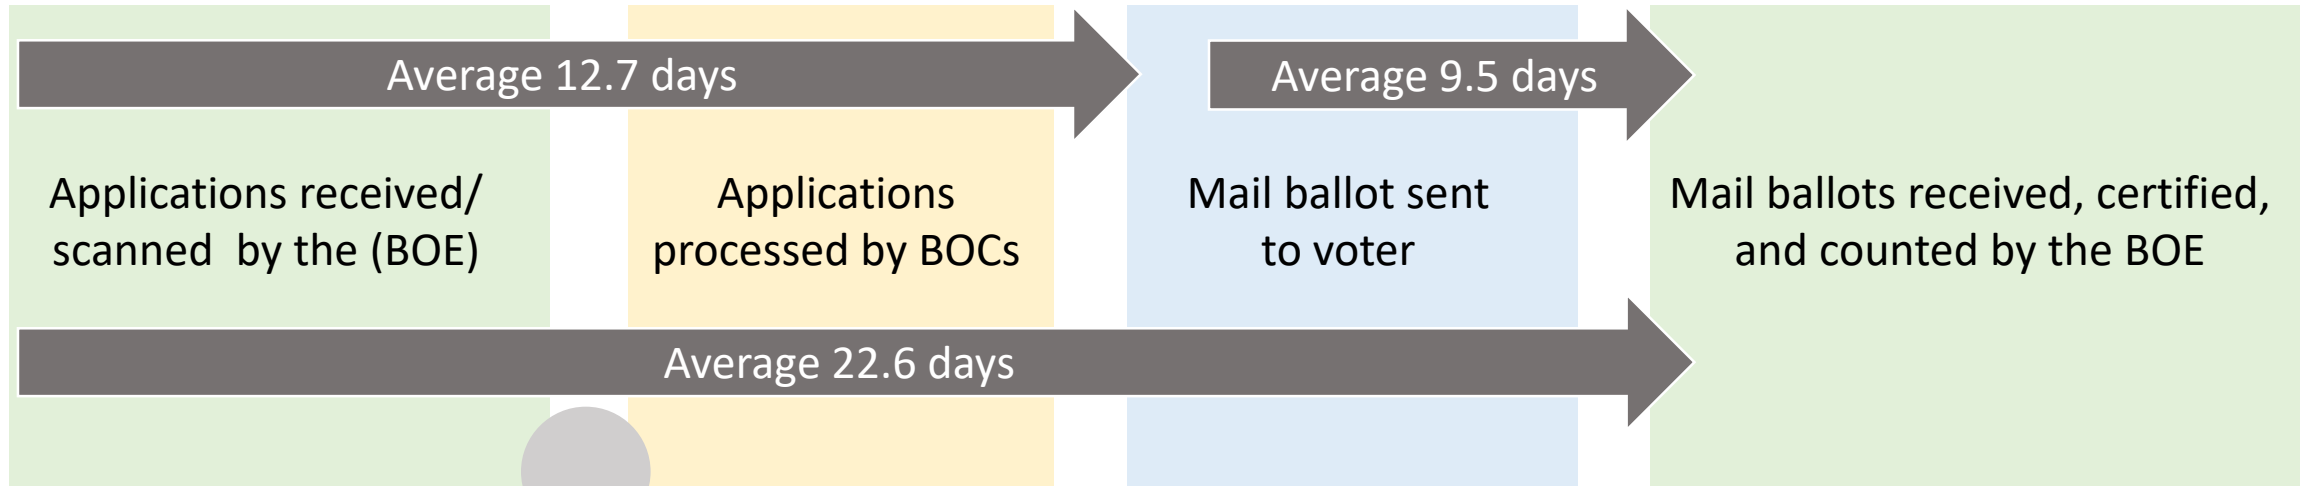 Average 12.7 days
Average 9.5 days
Applications received/
scanned  by the (BOE)
Applications
processed by BOCs
Mail ballot sent
to voter
Mail ballots received, certified,
and counted by the BOE
Average 22.6 days